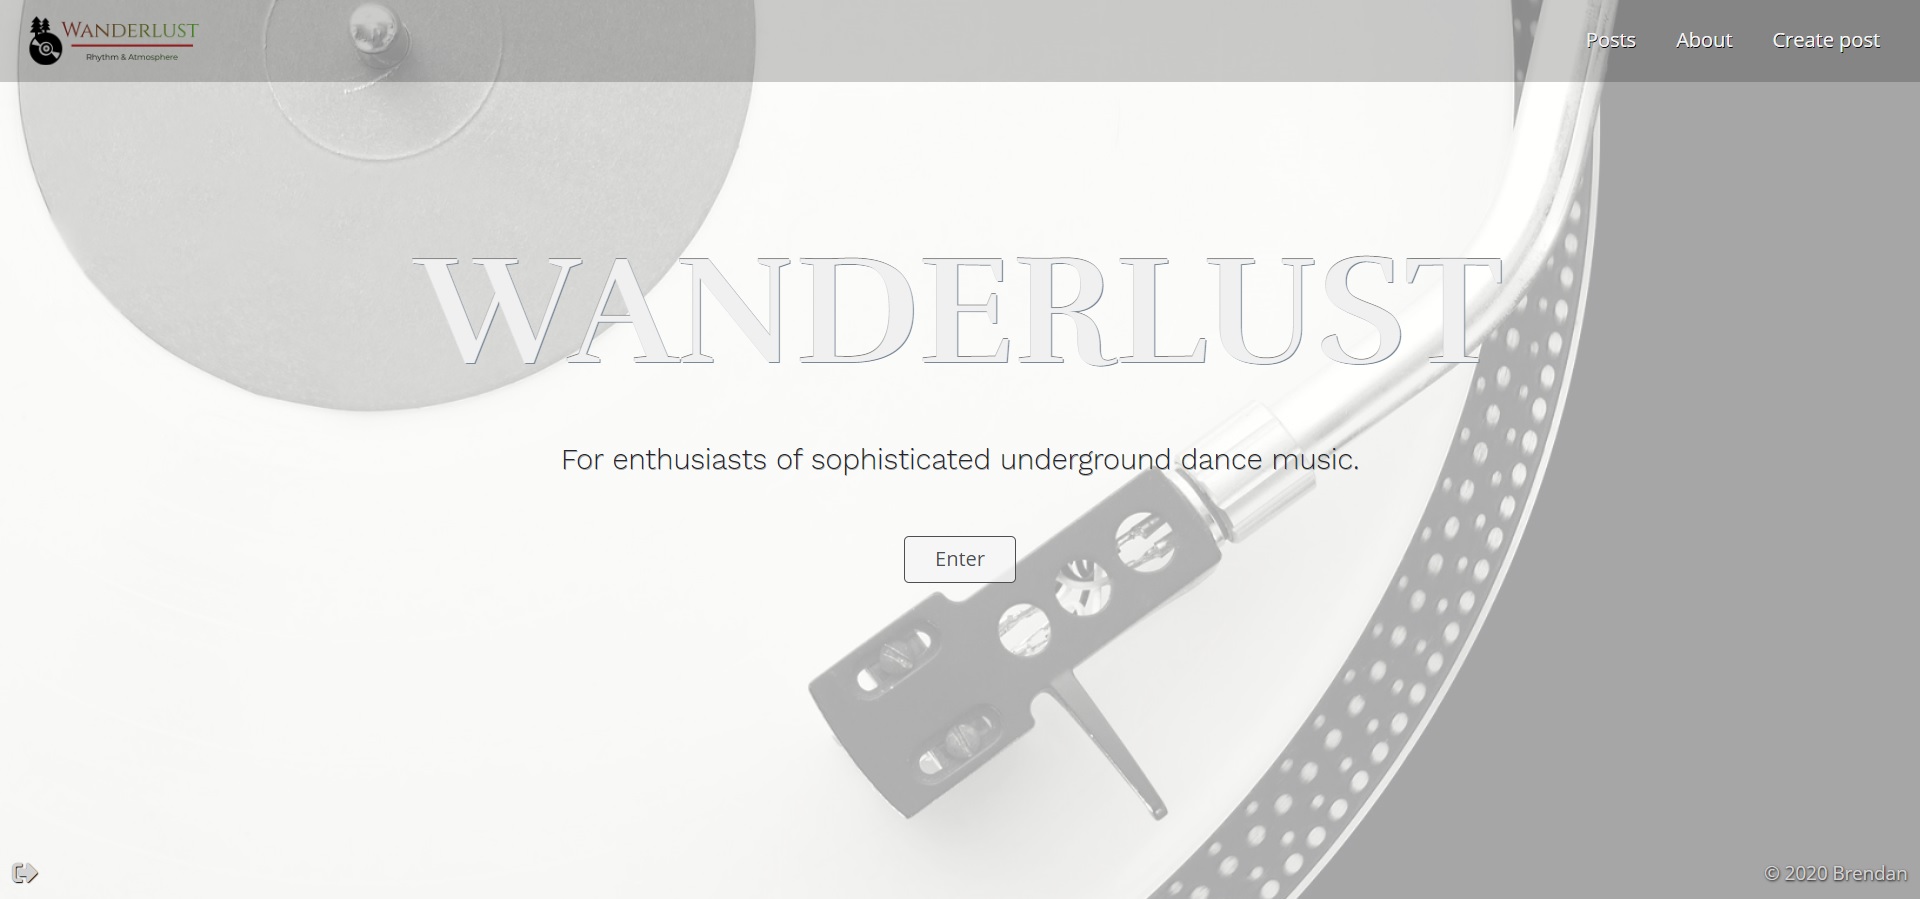 WANDERLUST
Rhythm & Atmosphere
Posts
About
Create post
WANDERLUST
For enthusiasts of sophisticated underground dance music.
Enter
© 2020 Brendan